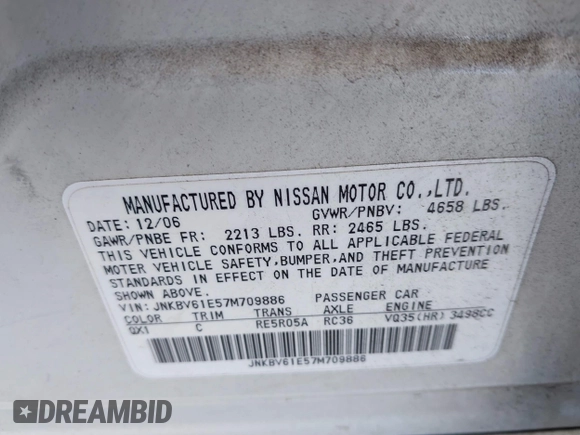 MANUFACTURED BY NISSAN MOTOR CO.,LTD.
DATE: 12/06 GVWR/PNBV: 4658 LBS.
GAWR/PNBE FR: 2213 LBS. RR: 2465 LBS.
THIS VEHICLE CONFORMS TO ALL APPLICABLE FEDERAL
MOTER VEHICLE SAFETY,BUMPER,AND THEFT PREVENTION
STANDARDS IN EFFECT ON THE DATE OF MANUFACTURE
SHOWN ABOVE.
VIN: JNKBV61E57M709886 PASSENGER CAR
COLOR TRIM TRANS AXLE ENGINE
QX1 C RE5R05A RC36 VQ35(HR) 3498CC
JNKBV61E57M709886
DREAMBID